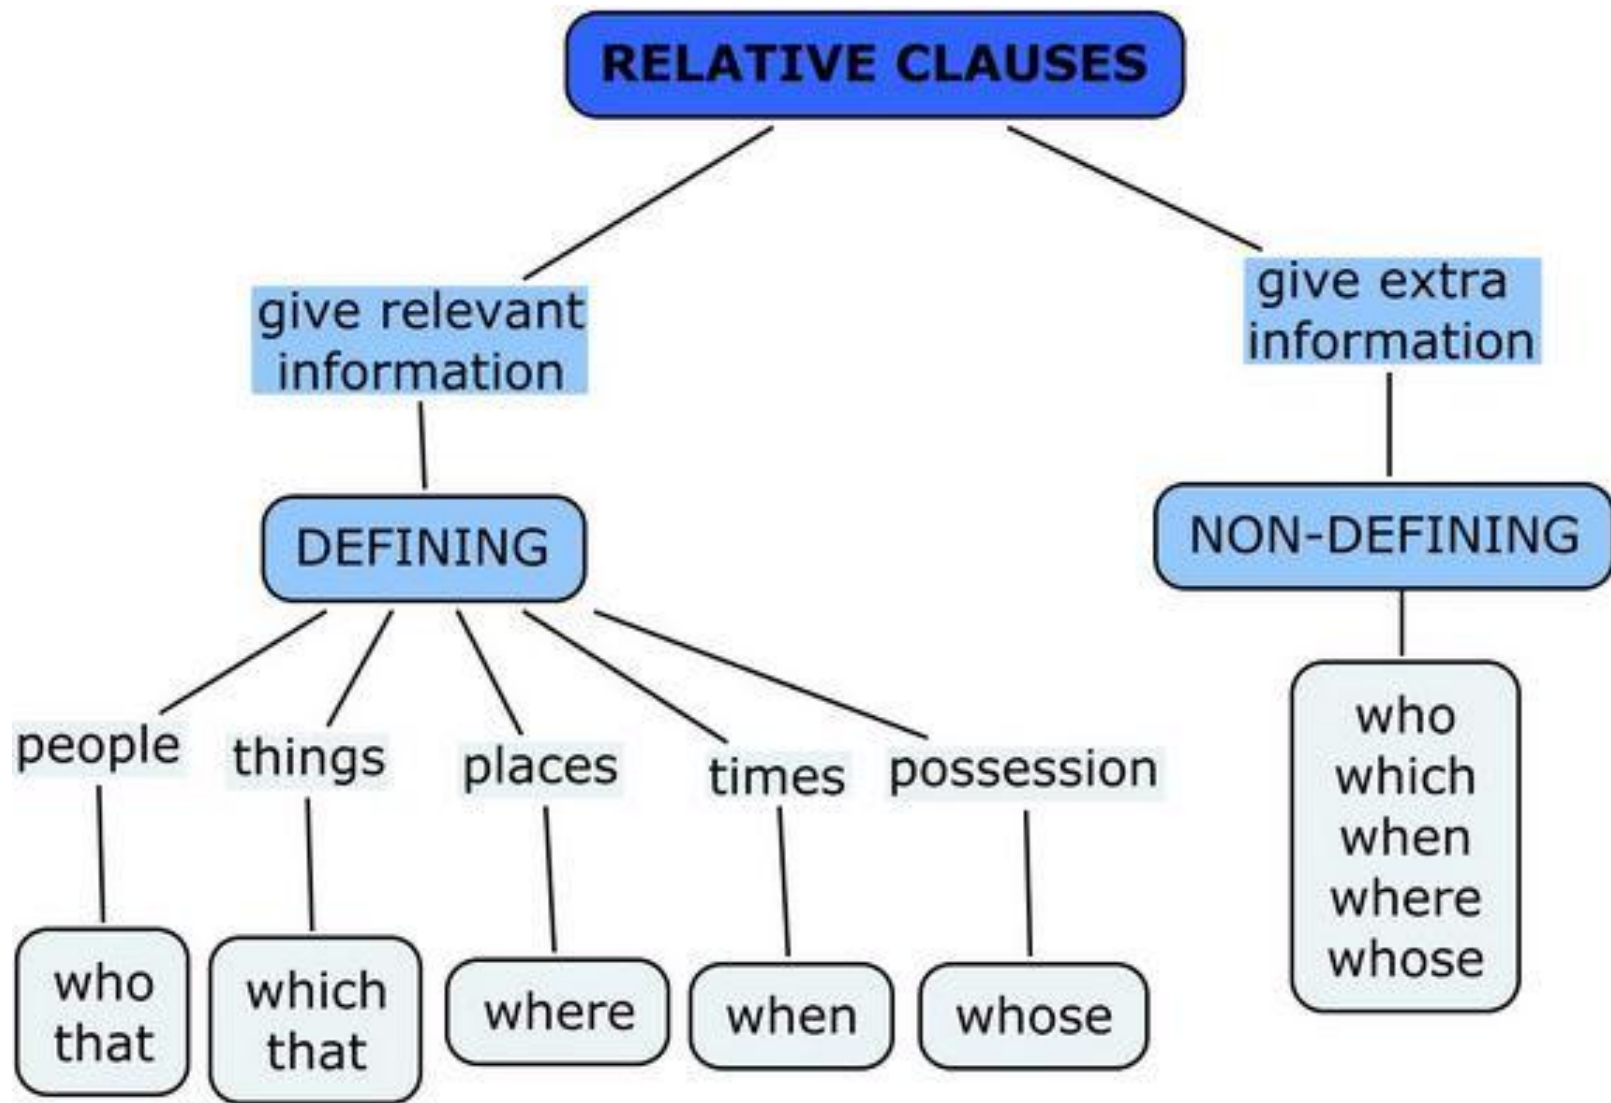 RELATIVE CLAUSES
give relevant
information
give extra
information
DEFINING
NON-DEFINING
people
things
places
times
possession
who
that
which
that
where
when
whose
who
which
when
where
whose